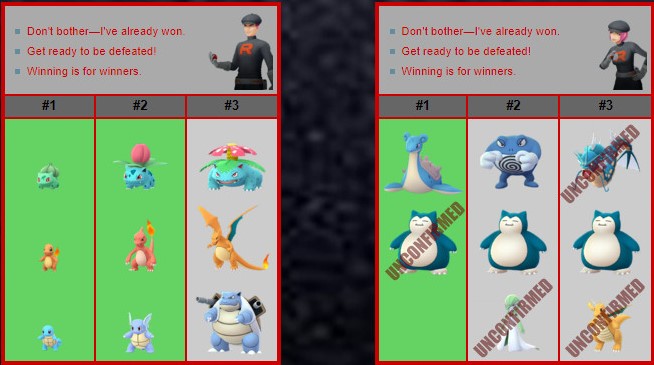 Don't bother—I've already won.
Get ready to be defeated!
Winning is for winners.
R
#1 #2 #3
Don't bother—I've already won.
Get ready to be defeated!
Winning is for winners.
R
#1 #2 #3
UNCONFIRMED
UNCONFIRMED
UNCONFIRMED
UNCONFIRMED